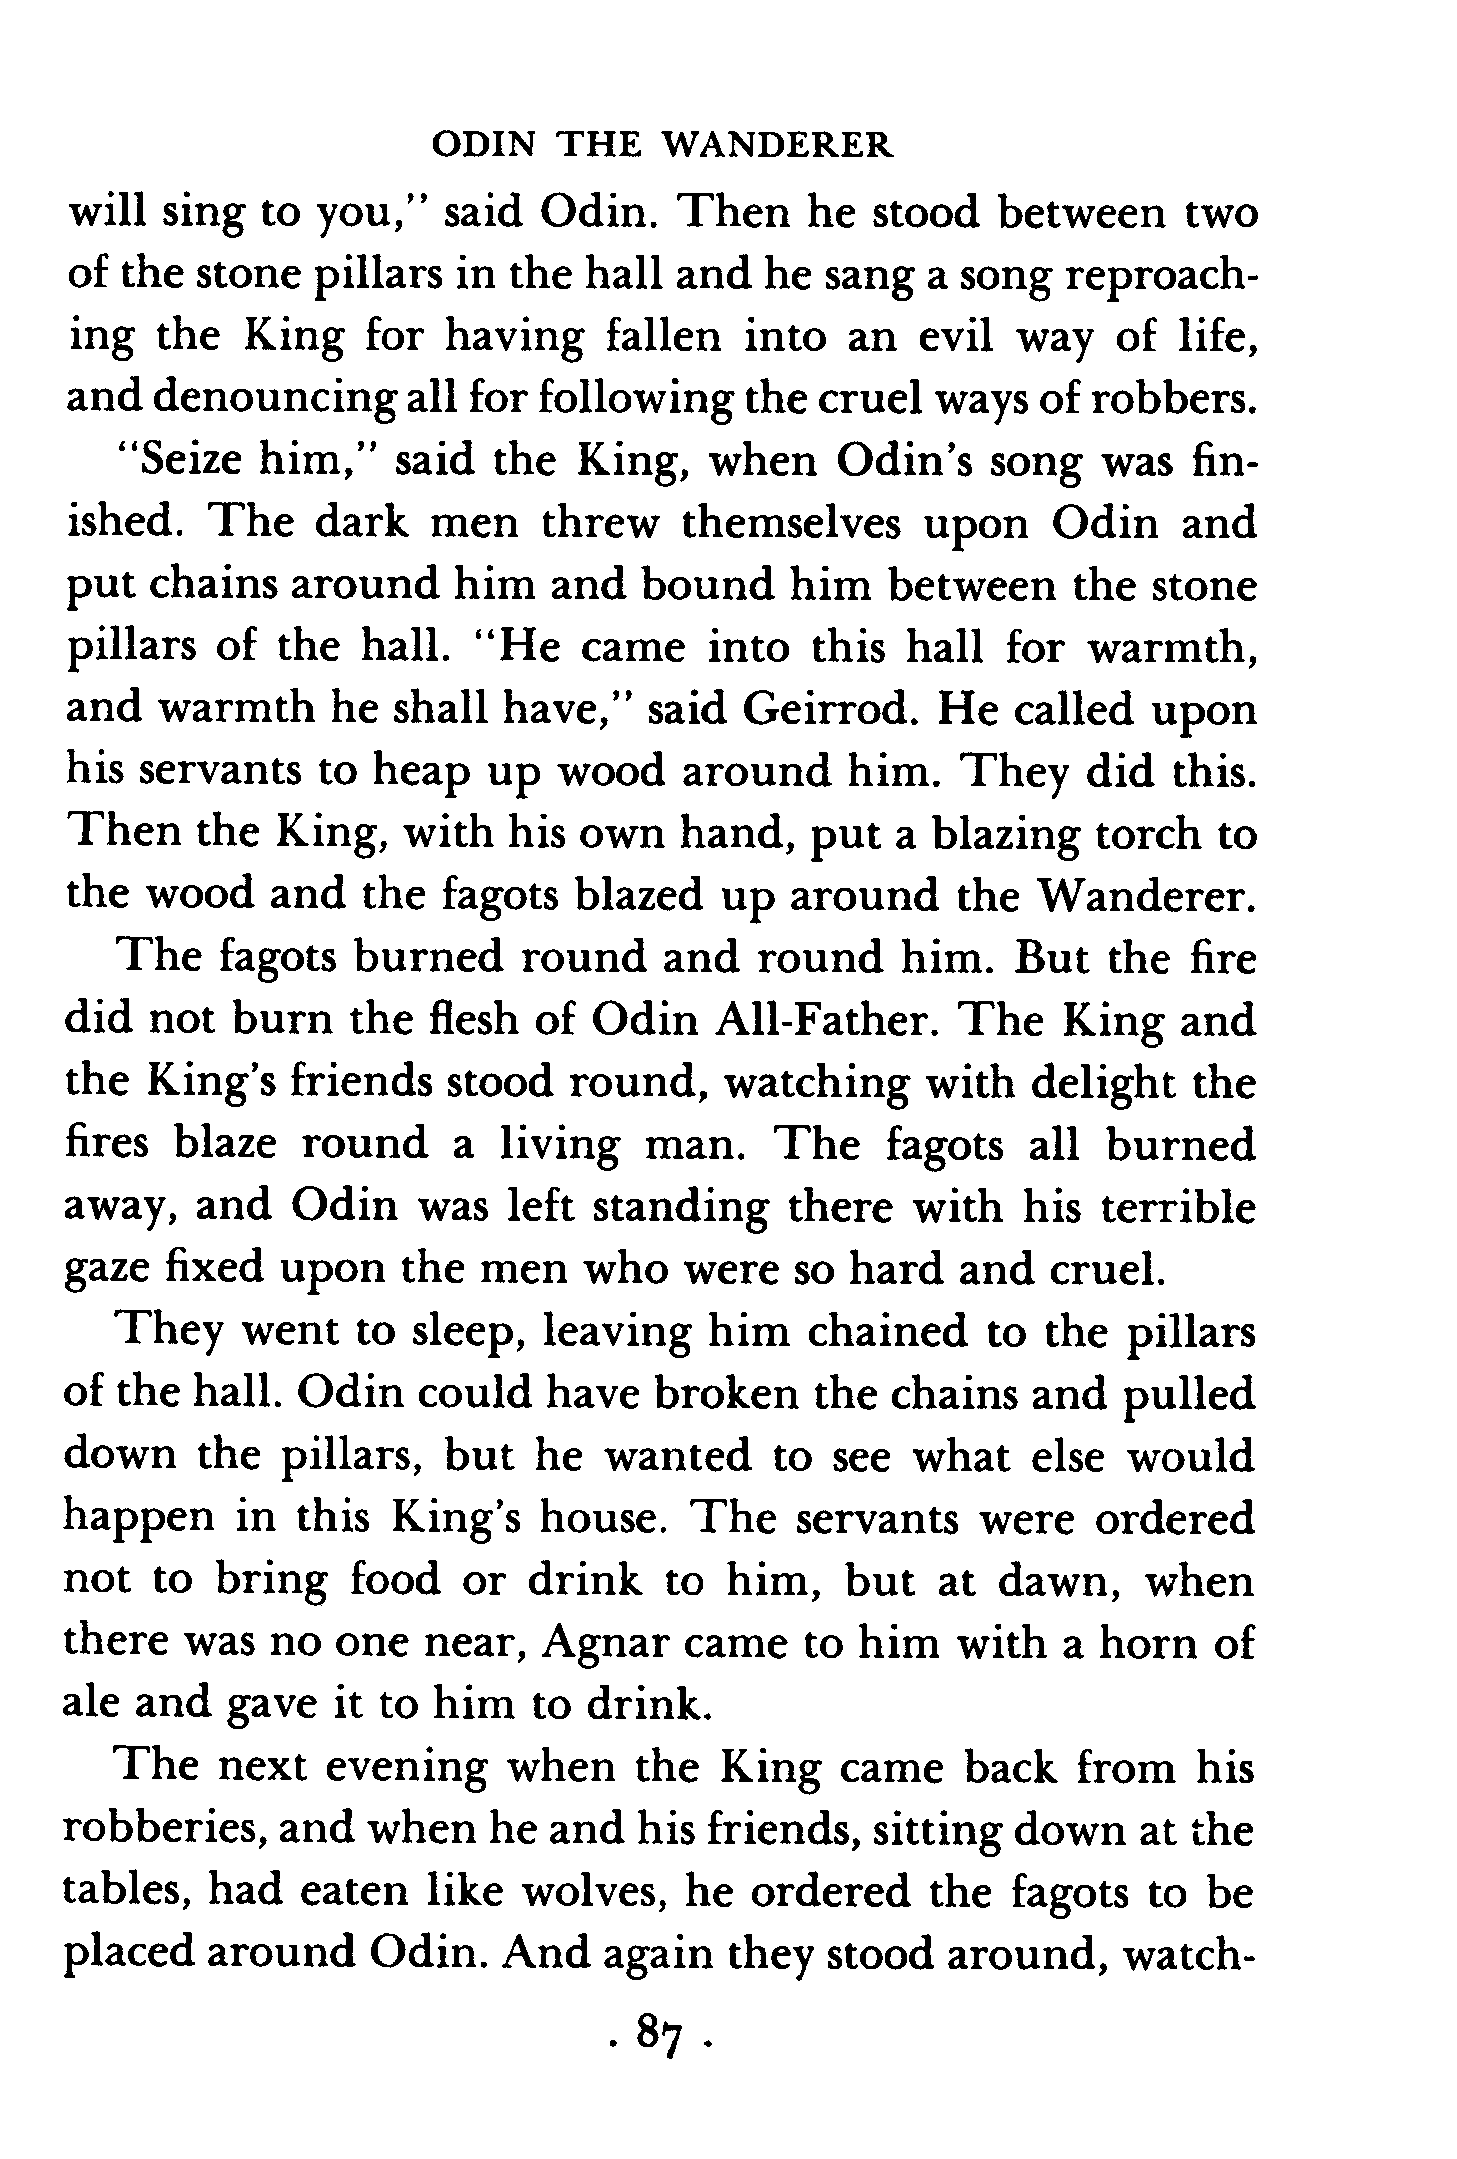 ODIN THE WANDERER
will sing to you,” said Odin. Then he stood between two
of the stone pillars in the hall and he sang a song reproach-
ing the King for having fallen into an evil way of life,
and denouncing all for following the cruel ways of robbers.
“Seize him,” said the King, when Odin’s song was fin-
ished. The dark men threw themselves upon Odin and
put chains around him and bound him between the stone
pillars of the hall. “He came into this hall for warmth,
and warmth he shall have,” said Geirrod. He called upon
his servants to heap up wood around him. They did this.
Then the King, with his own hand, put a blazing torch to
the wood and the fagots blazed up around the Wanderer.
The fagots burned round and round him. But the fire
did not burn the flesh of Odin All-Father. The King and
the King’s friends stood round, watching with delight the
fires blaze round a living man. The fagots all burned
away, and Odin was left standing there with his terrible
gaze fixed upon the men who were so hard and cruel.
They went to sleep, leaving him chained to the pillars
of the hall. Odin could have broken the chains and pulled
down the pillars, but he wanted to see what else would
happen in this King’s house. The servants were ordered
not to bring food or drink to him, but at dawn, when
there was no one near, Agnar came to him with a horn of
ale and gave it to him to drink.
The next evening when the King came back from his
robberies, and when he and his friends, sitting down at the
tables, had eaten like wolves, he ordered the fagots to be
placed around Odin. And again they stood around, watch-
. 87 .